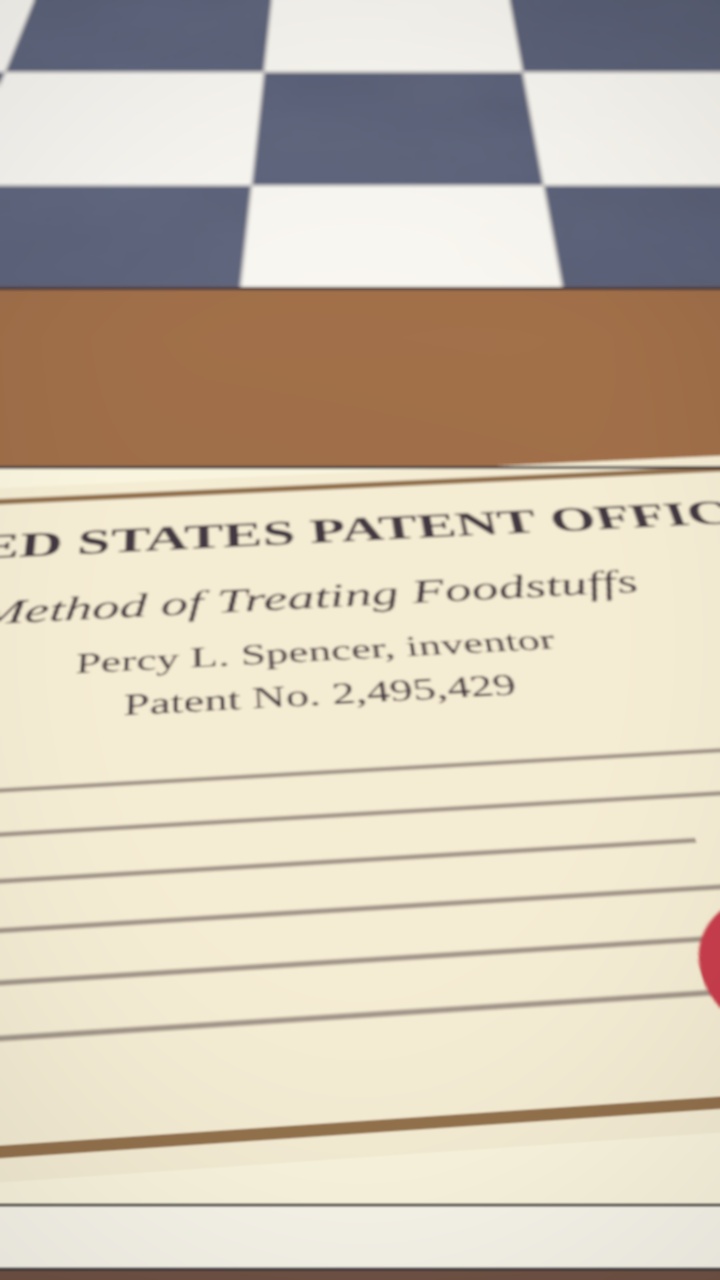 ED STATES PATENT OFFIC
Method of Treating Foodstuffs
Percy L. Spencer, inventor
Patent No. 2,495,429